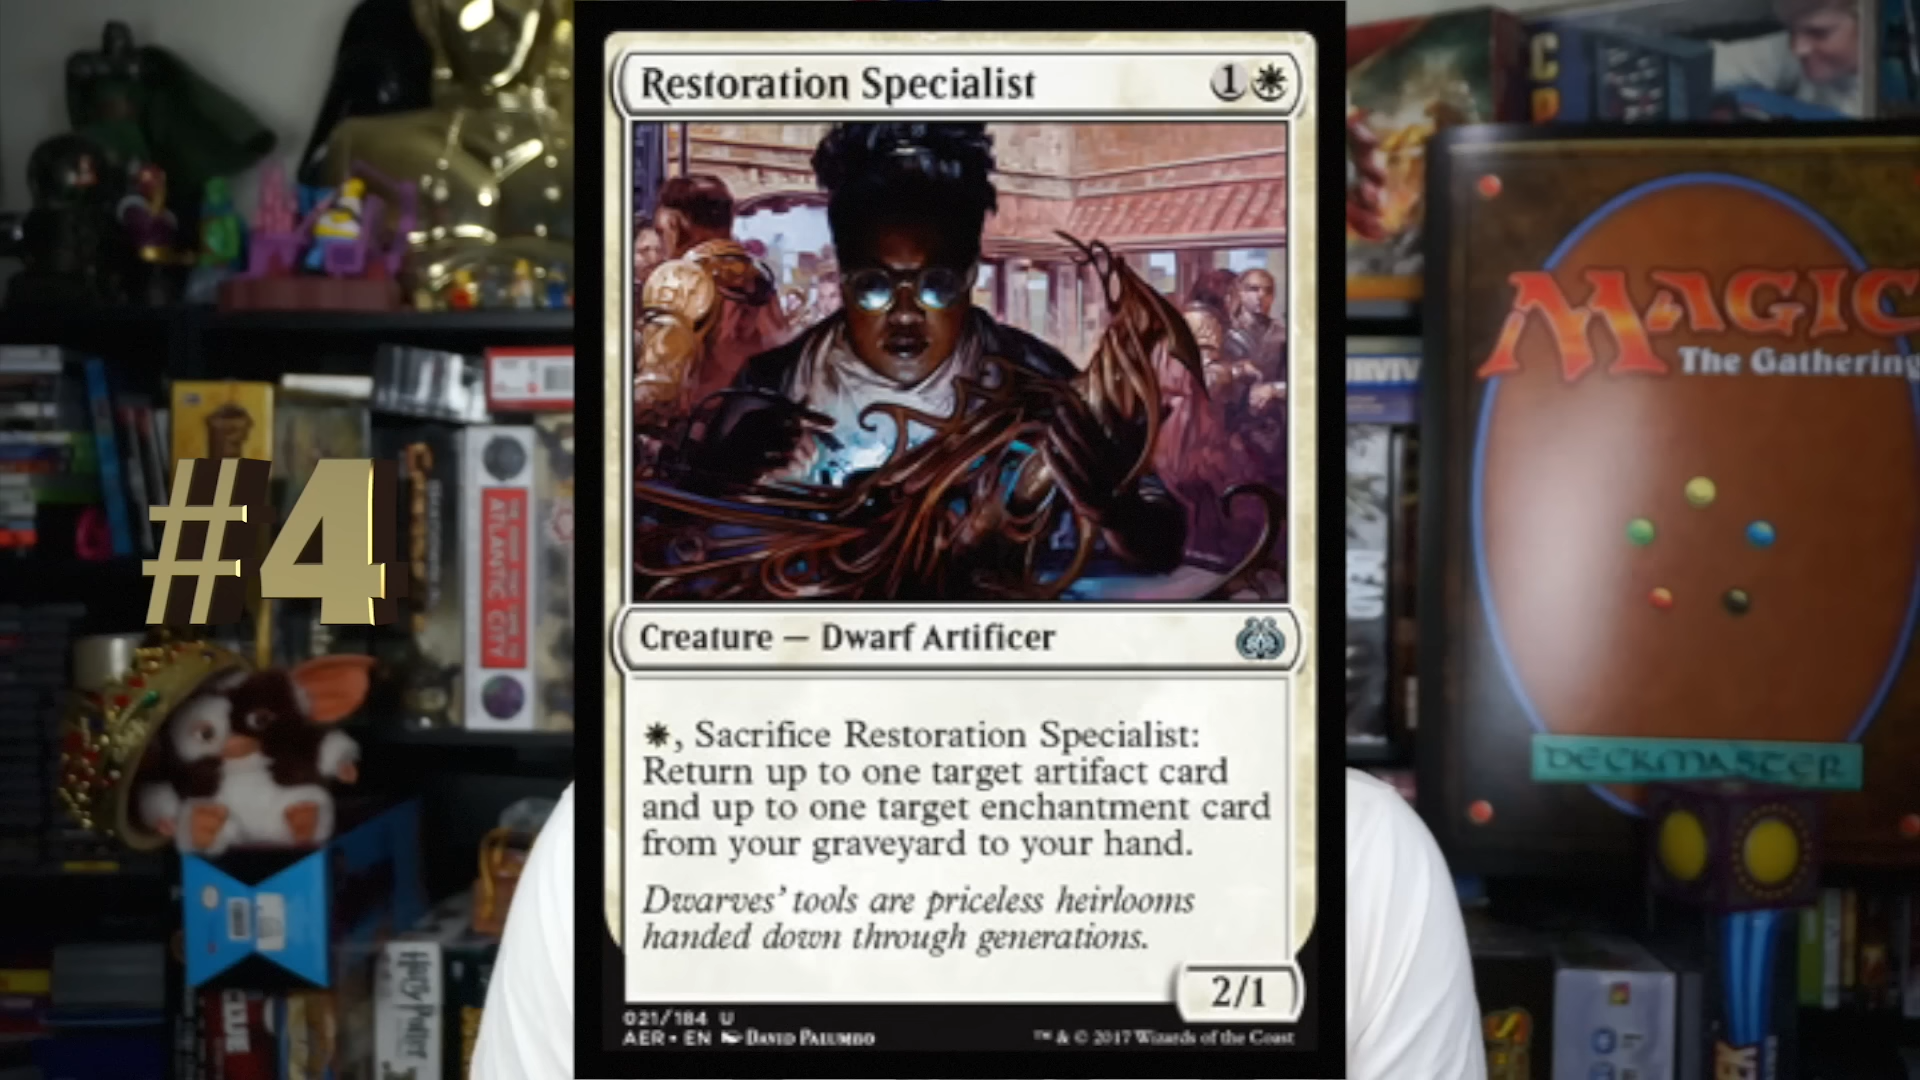 Restoration Specialist 1
#4
Creature — Dwarf Artificer
, Sacrifice Restoration Specialist:
Return up to one target artifact card
and up to one target enchantment card
from your graveyard to your hand.
Dwarves’ tools are priceless heirlooms
handed down through generations.
2/1
021/184 U
AER • EN David Palumbo
™ & © 2017 Wizards of the Coast
MAGIC
The Gathering
DECKMASTER
ATLANTIC CITY
Harry Potter
CLUE